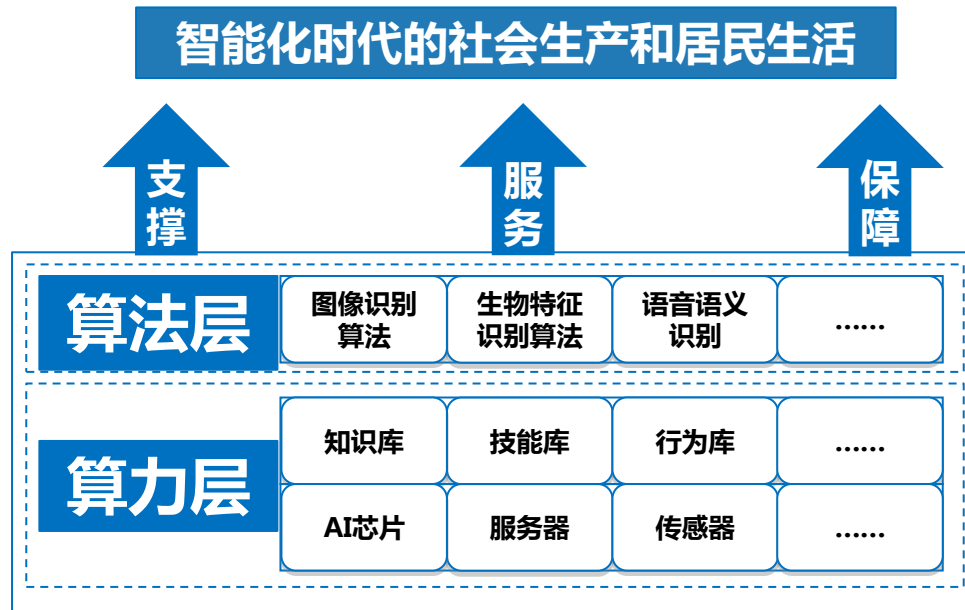 智能化时代的社会生产和居民生活
支
撑
服
务
保
障
算法层
图像识别
算法
生物特征
识别算法
语音语义
识别
……
算力层
知识库
技能库
行为库
……
AI芯片
服务器
传感器
……